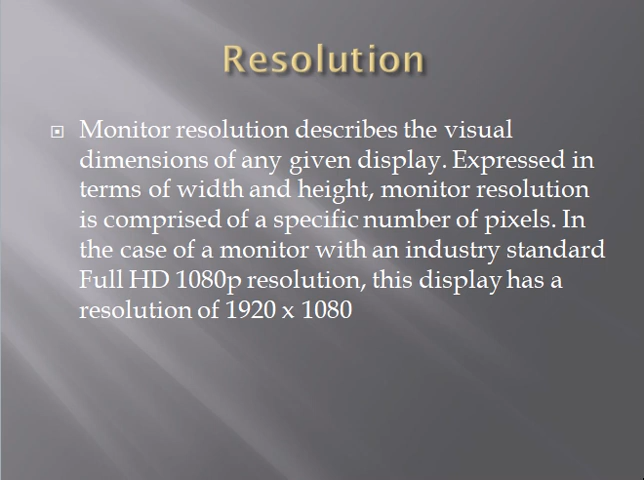 Resolution
Monitor resolution describes the visual
dimensions of any given display. Expressed in
terms of width and height, monitor resolution
is comprised of a specific number of pixels. In
the case of a monitor with an industry standard
Full HD 1080p resolution, this display has a
resolution of 1920 x 1080